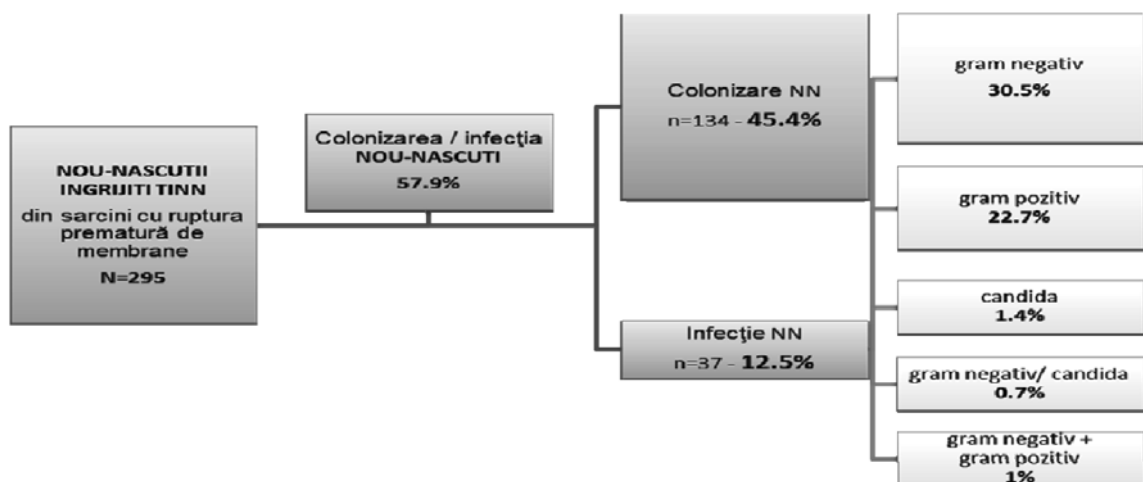 NOU-NASCUTII
INGRIJITI TINN
din sarcini cu ruptura
prematură de
membrane
N=295
Colonizarea / infecţia
NOU-NASCUTI
57.9%
Colonizare NN
n=134 - 45.4%
Infecţie NN
n=37 - 12.5%
gram negativ
30.5%
gram pozitiv
22.7%
candida
1.4%
gram negativ/ candida
0.7%
gram negativ +
gram pozitiv
1%